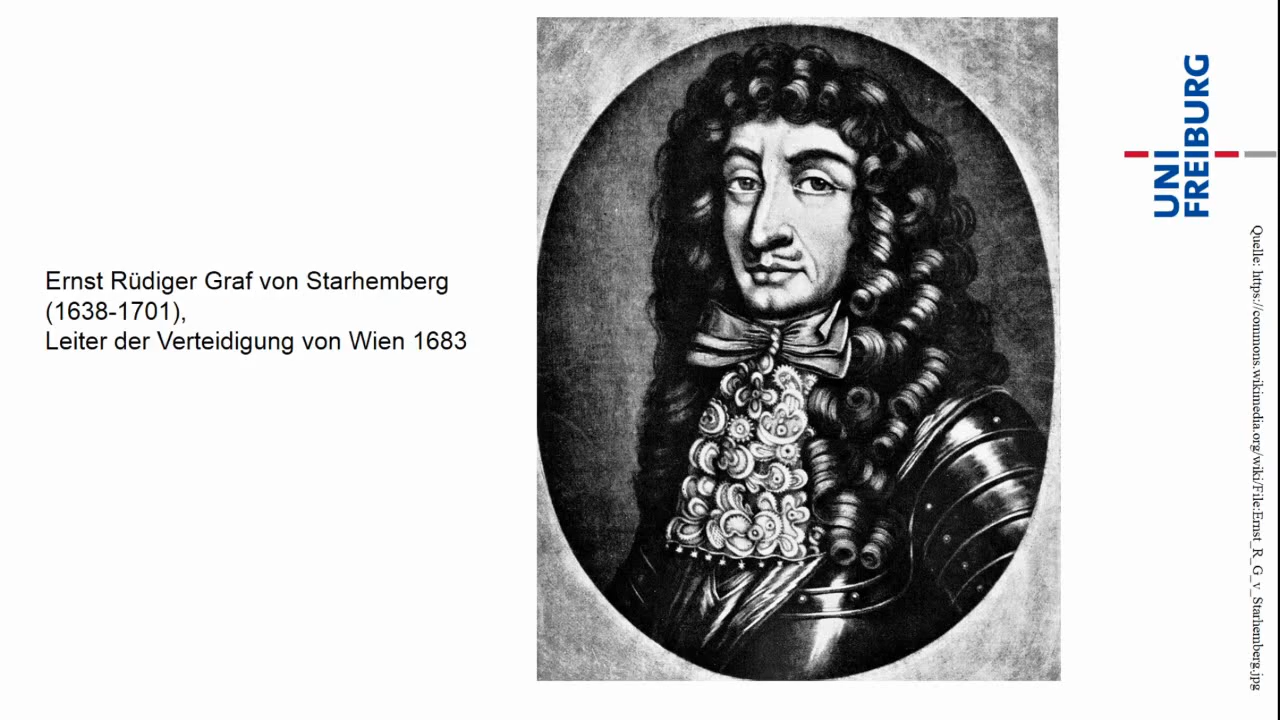 Ernst Rüdiger Graf von Starhemberg
(1638-1701),
Leiter der Verteidigung von Wien 1683
UNI
FREIBURG
Quelle: https://commons.wikimedia.org/wiki/File:Ernst_R_G_v_Starhemberg.jpg